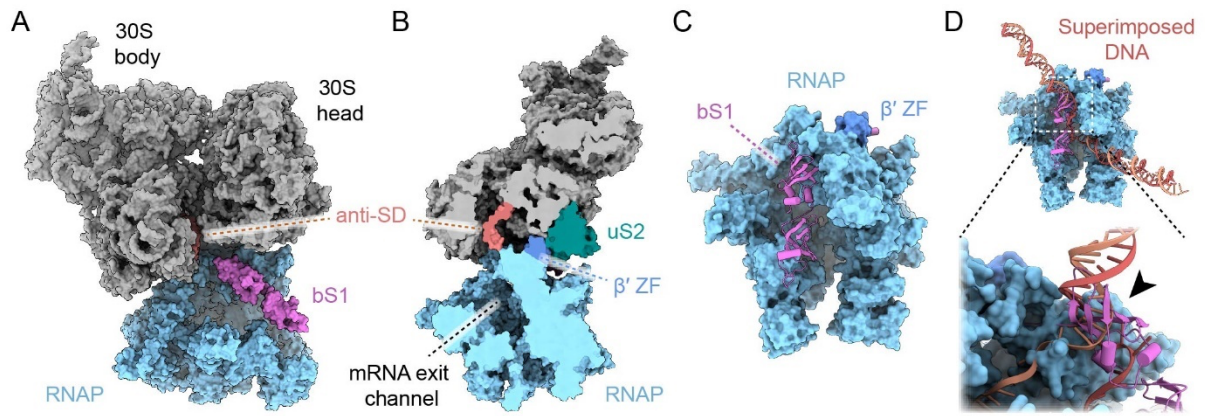 A
30S
body
30S
head
anti-SD
bS1
RNAP
B
uS2
β′ ZF
mRNA exit
channel
RNAP
C
RNAP
bS1
β′ ZF
D
Superimposed
DNA